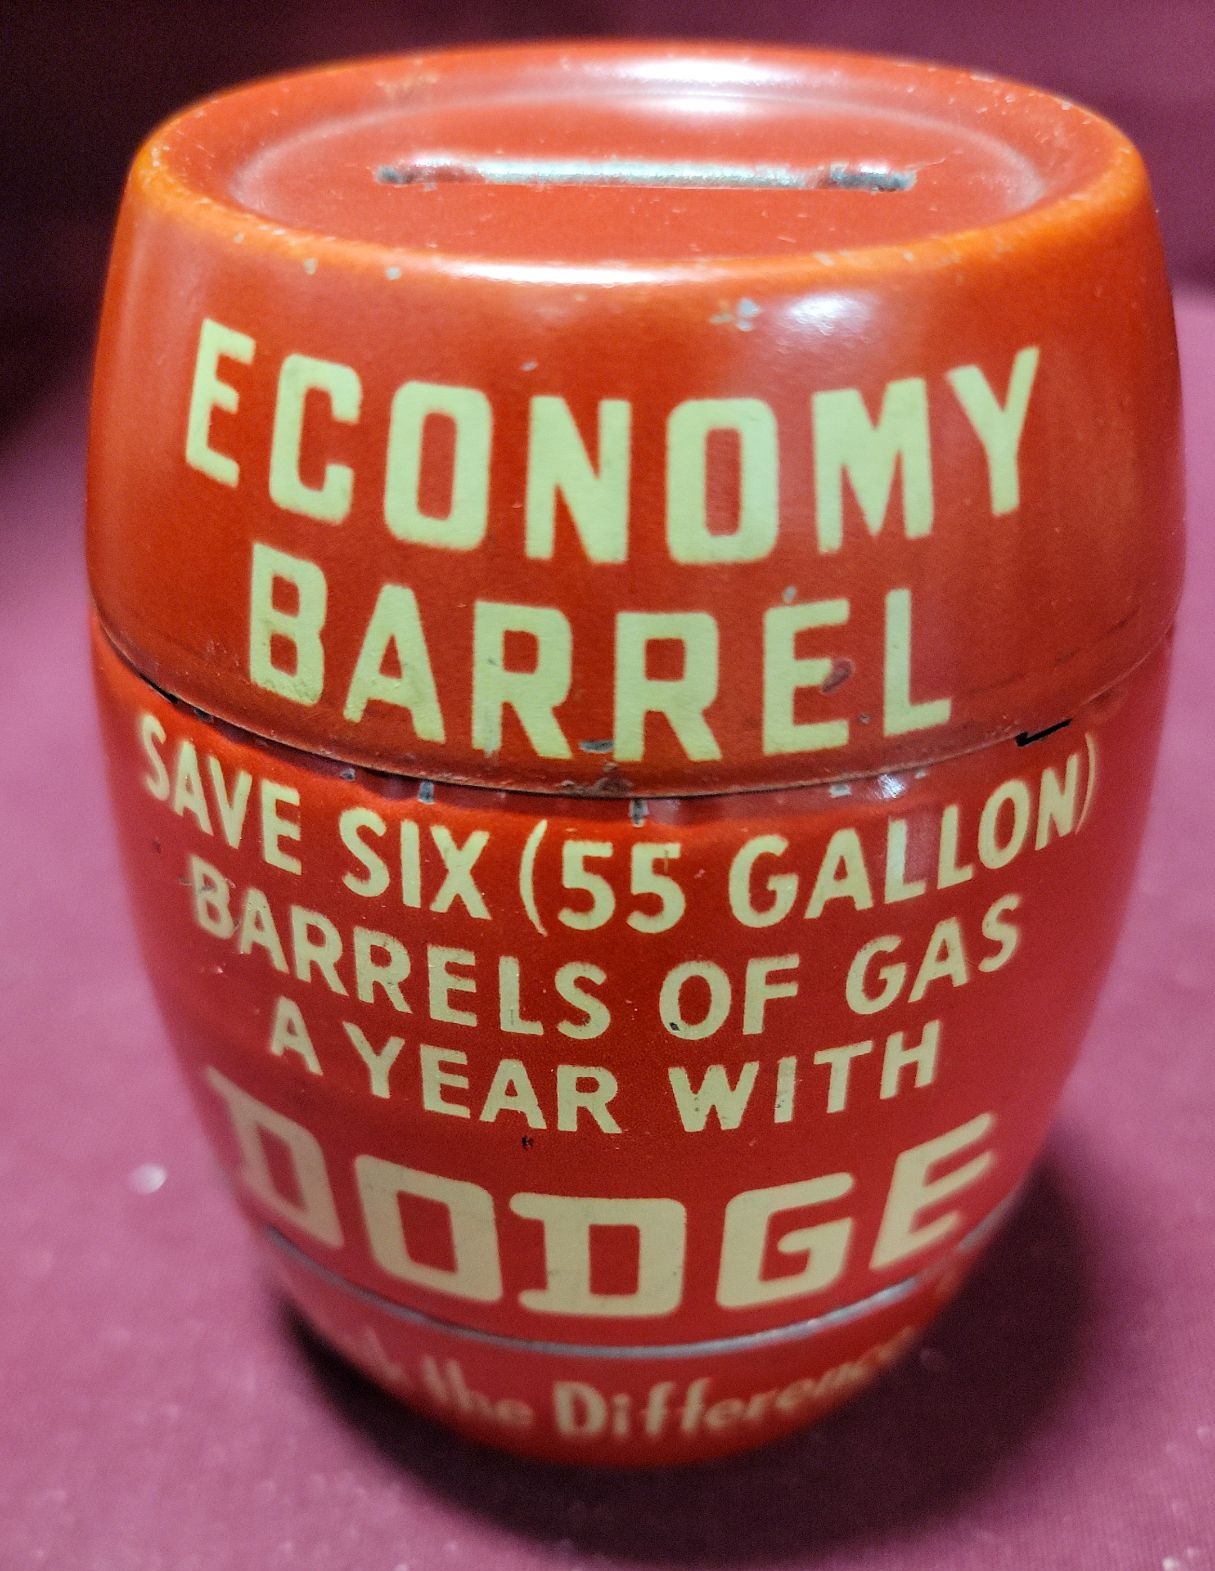 ECONOMY
BARREL
SAVE SIX (55 GALLON)
BARRELS OF GAS
A YEAR WITH
DODGE
the Difference